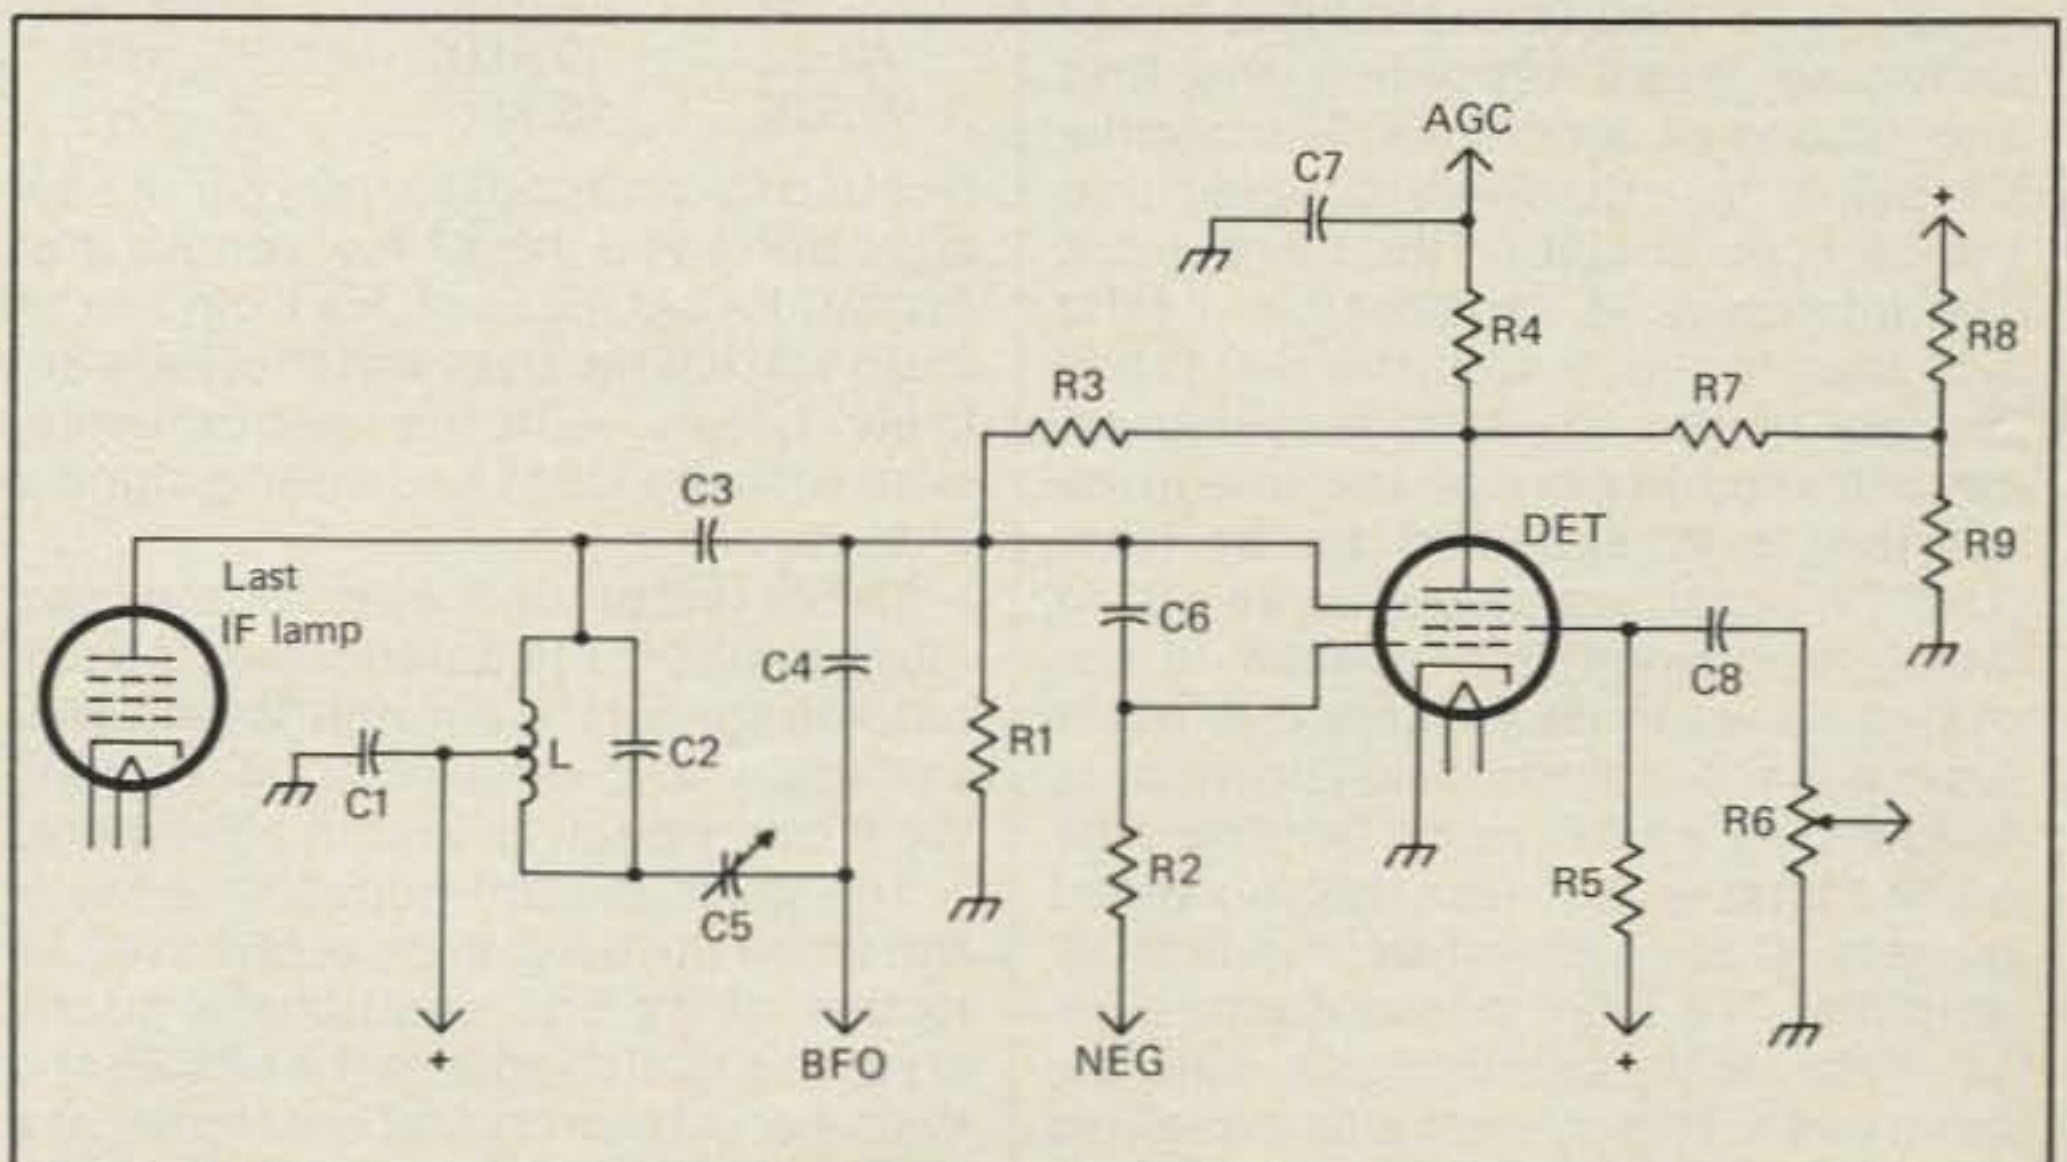 AGC
C7
+
R4
R8
R3
R7
C3
DET
R9
Last
IF lamp
C6
C4
C8
R1
L
C2
C1
R6
R2
R5
C5
+
BFO
NEG
+